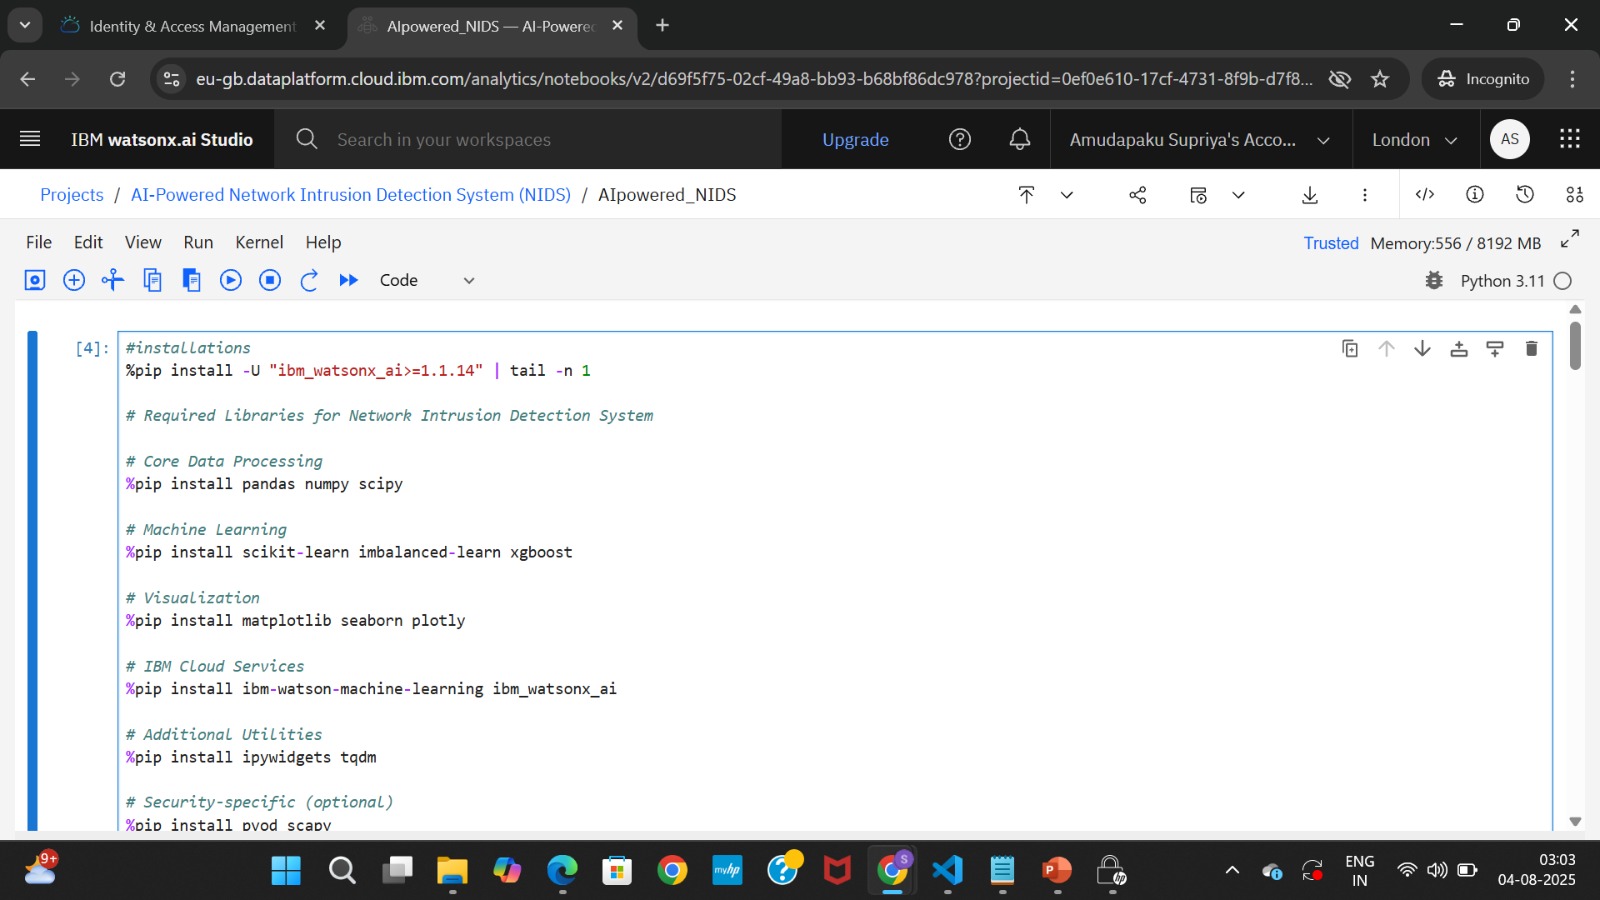 Identity & Access Management
AIpowered_NIDS — AI-Powere
eu-gb.dataplatform.cloud.ibm.com/analytics/notebooks/v2/d69f5f75-02cf-49a8-bb93-b68bf86dc978?projectid=0ef0e610-17cf-4731-8f9b-d7f8...
Incognito
IBM watsonx.ai Studio
Search in your workspaces
Upgrade
Amudapaku Supriya's Acco...
London
AS
Projects / AI-Powered Network Intrusion Detection System (NIDS) / AIpowered_NIDS
File Edit View Run Kernel Help
Trusted Memory:556 / 8192 MB
Code
Python 3.11
[4]:
#installations
%pip install -U "ibm_watsonx_ai>=1.1.14" | tail -n 1
# Required Libraries for Network Intrusion Detection System
# Core Data Processing
%pip install pandas numpy scipy
# Machine Learning
%pip install scikit-learn imbalanced-learn xgboost
# Visualization
%pip install matplotlib seaborn plotly
# IBM Cloud Services
%pip install ibm-watson-machine-learning ibm_watsonx_ai
# Additional Utilities
%pip install ipywidgets tqdm
# Security-specific (optional)
%pip install pyod scapy
9+
myhp
S
P
hp
ENG
IN
03:03
04-08-2025